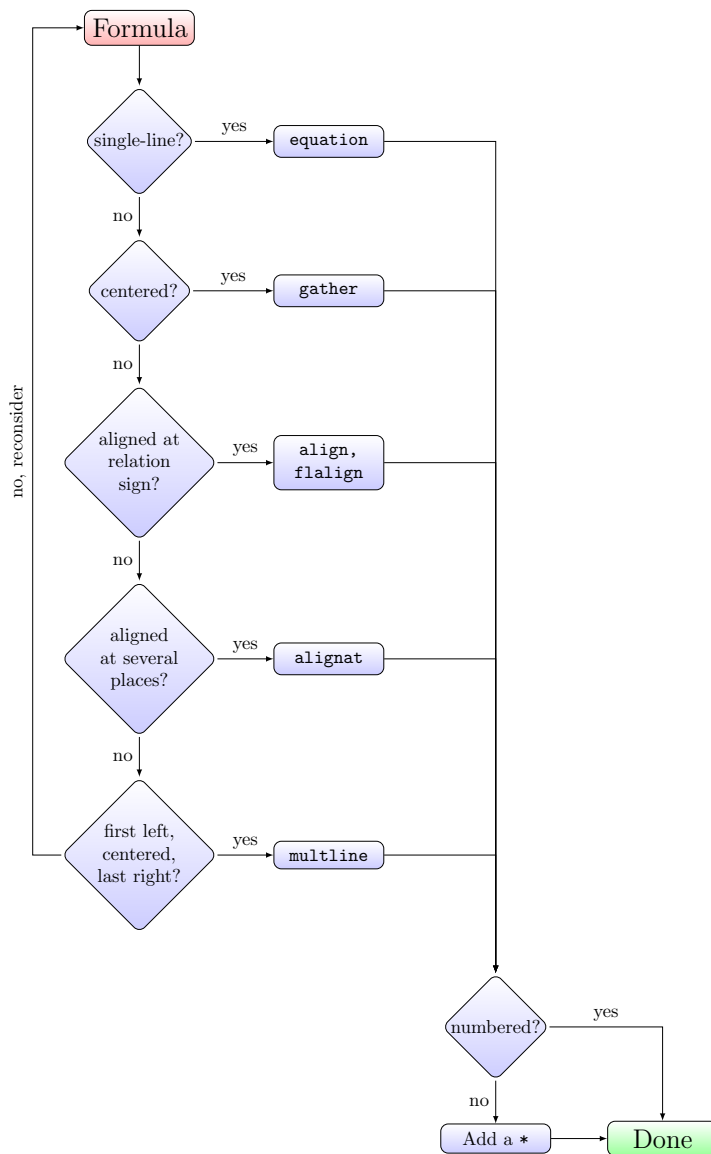 Formula
single-line?
yes
equation
no
centered?
yes
gather
no
aligned at
relation
sign?
yes
align,
flalign
no
aligned
at several
places?
yes
alignat
no
first left,
centered,
last right?
yes
multline
no, reconsider
numbered?
yes
no
Add a *
Done